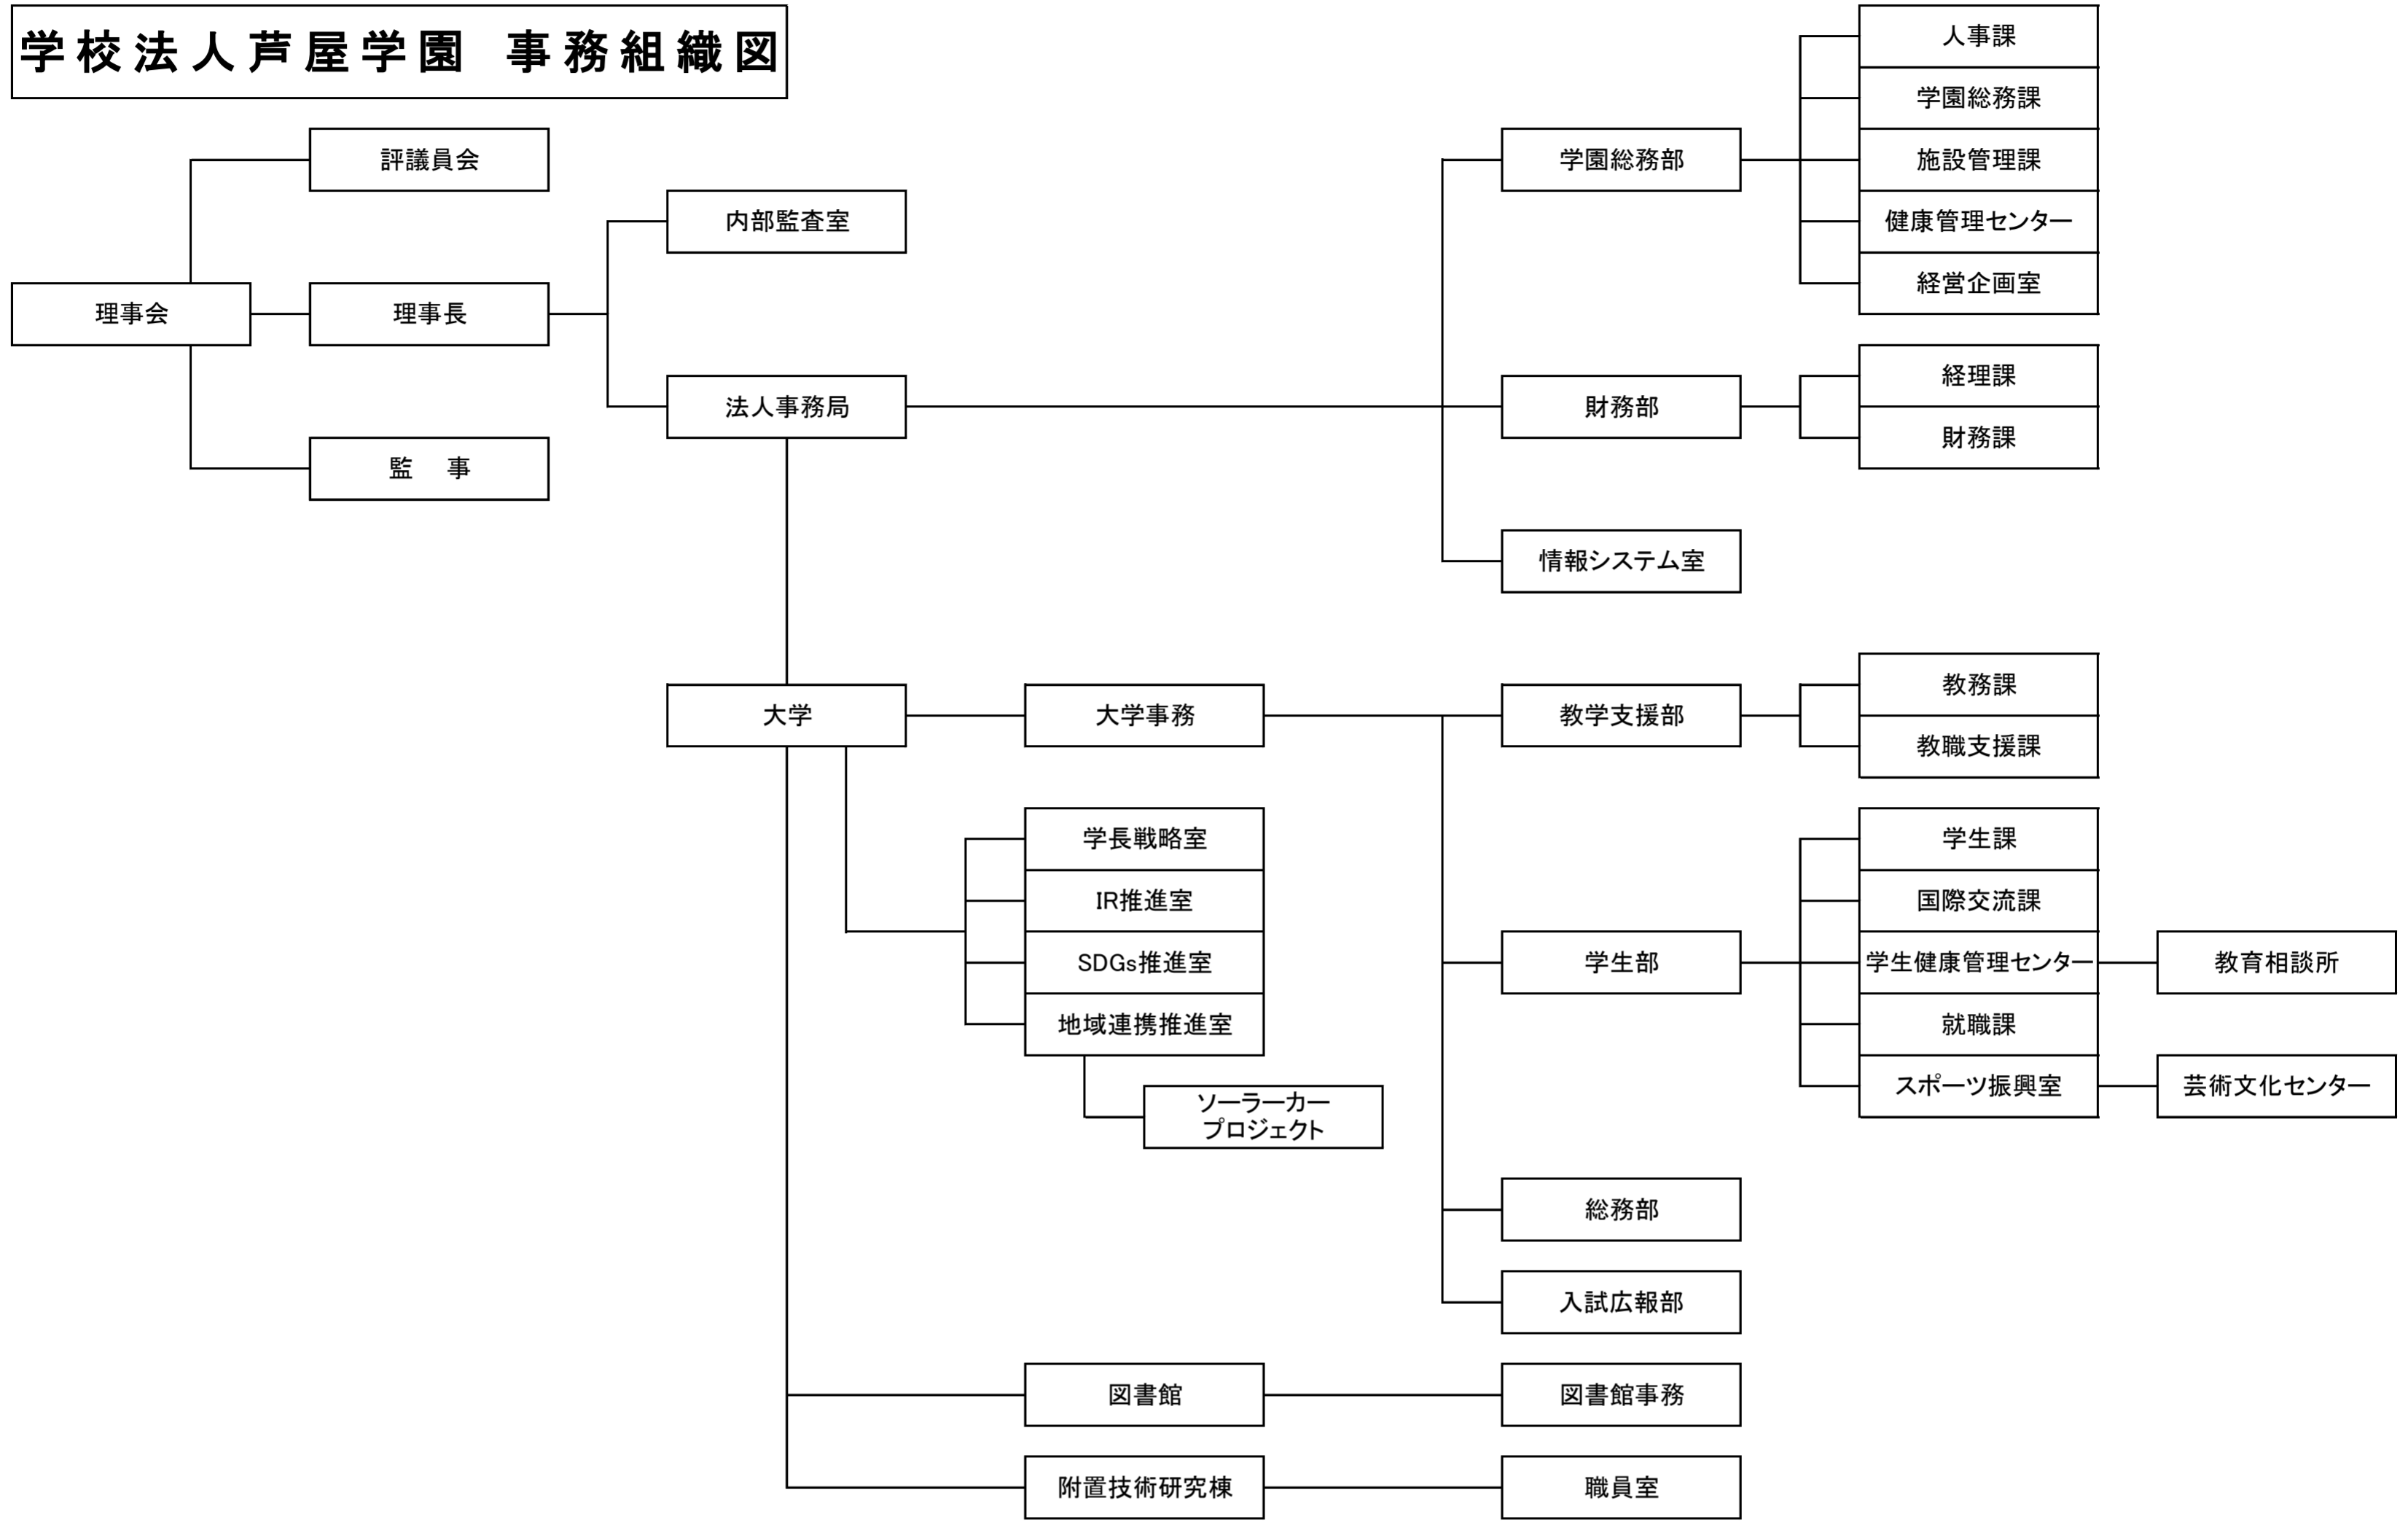 学校法人芦屋学園 事務組織図
人事課
学園総務課
評議員会
学園総務部
施設管理課
内部監査室
健康管理センター
経営企画室
理事会
理事長
経理課
法人事務局
財務部
財務課
監 事
情報システム室
教務課
大学
大学事務
教学支援部
教職支援課
学長戦略室
学生課
IR推進室
国際交流課
SDGs推進室
学生部
学生健康管理センター
教育相談所
地域連携推進室
就職課
ソーラーカー
プロジェクト
スポーツ振興室
芸術文化センター
総務部
入試広報部
図書館
図書館事務
附置技術研究棟
職員室